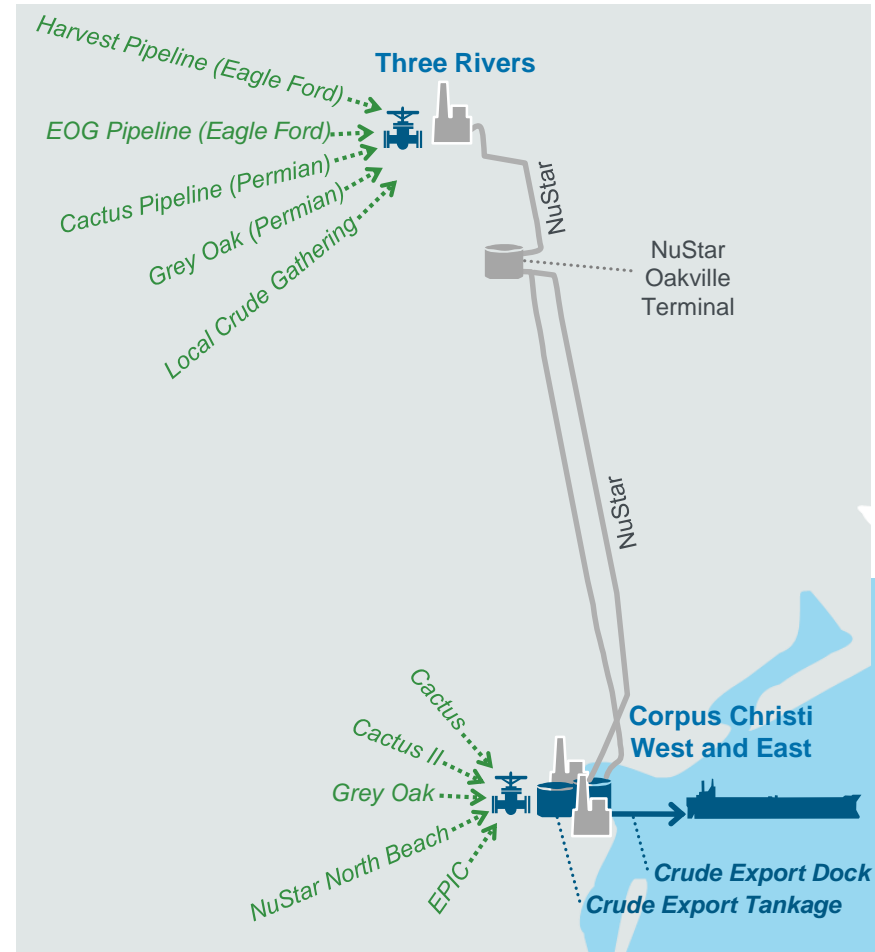 Harvest Pipeline (Eagle Ford)
Three Rivers
EOG Pipeline (Eagle Ford)
Cactus Pipeline (Permian)
Grey Oak (Permian)
Local Crude Gathering
NuStar
NuStar
Oakville
Terminal
NuStar
Cactus
Cactus II
Grey Oak
NuStar North Beach
EPIC
Corpus Christi
West and East
Crude Export Dock
Crude Export Tankage